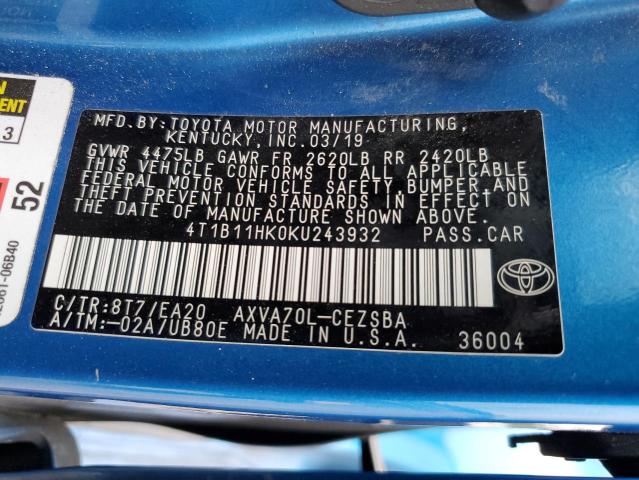 MFD.BY:TOYOTA MOTOR MANUFACTURING,
KENTUCKY, INC.03/19
GVWR 4475LB GAWR FR 2620LB RR 2420LB
THIS VEHICLE CONFORMS TO ALL APPLICABLE
FEDERAL MOTOR VEHICLE SAFETY,BUMPER,AND
THEFT PREVENTION STANDARDS IN EFFECT ON
THE DATE OF MANUFACTURE SHOWN ABOVE.
4T1B11HK0KU243932 PASS.CAR
C/TR:8T7/EA20 AXVA70L-CEZSBA
A/TM:-02A/UB80E MADE IN U.S.A. 36004
TOYOTA
3
52
-06B40